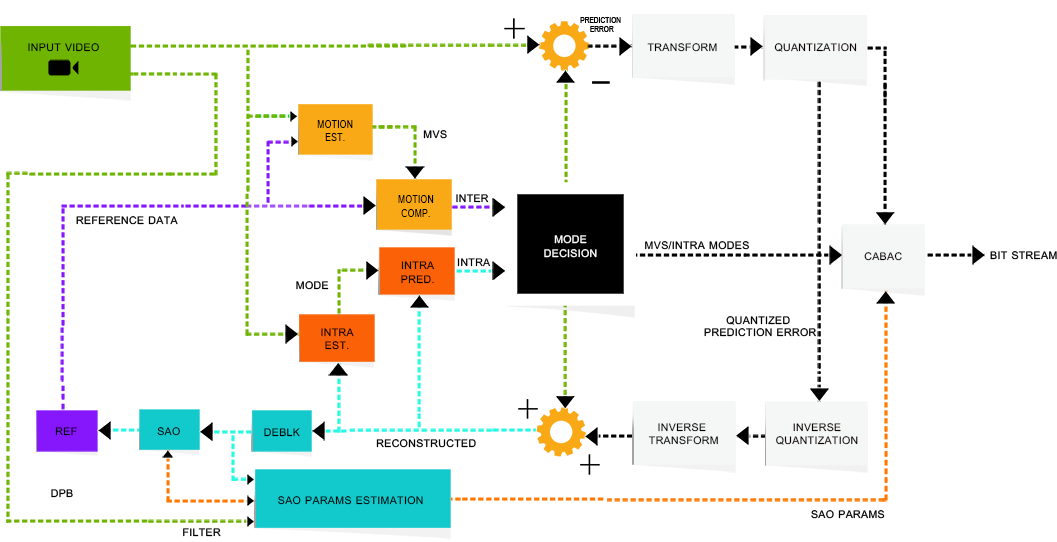 INPUT VIDEO
+
PREDICTION
ERROR
TRANSFORM
QUANTIZATION
−
MOTION
EST.
MVS
MOTION
COMP.
INTER
REFERENCE DATA
MODE
DECISION
MVS/INTRA MODES
CABAC
BIT STREAM
INTRA
PRED.
INTRA
MODE
INTRA
EST.
QUANTIZED
PREDICTION ERROR
+
REF
SAO
DEBLK
RECONSTRUCTED
+
INVERSE
TRANSFORM
INVERSE
QUANTIZATION
DPB
SAO PARAMS ESTIMATION
SAO PARAMS
FILTER